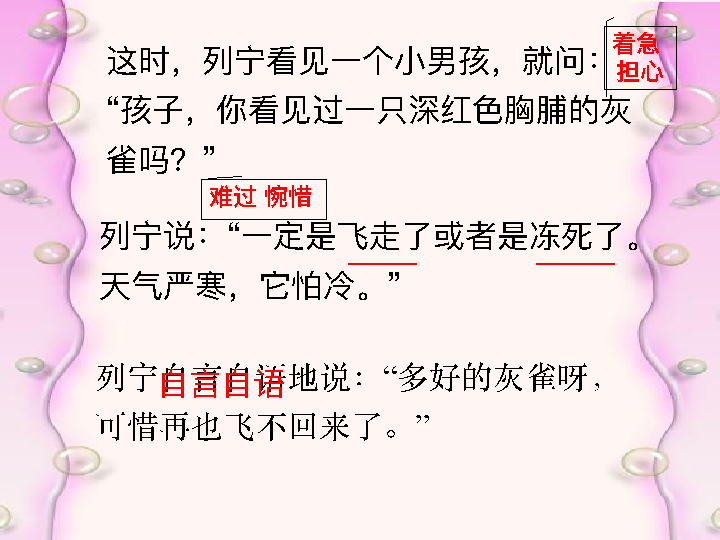 着急
担心
这时，列宁看见一个小男孩，就问：
“孩子，你看见过一只深红色胸脯的灰
雀吗？”
难过 惋惜
列宁说：“一定是飞走了或者是冻死了。
天气严寒，它怕冷。”
列宁自言自语地说：“多好的灰雀呀，
可惜再也飞不回来了。”